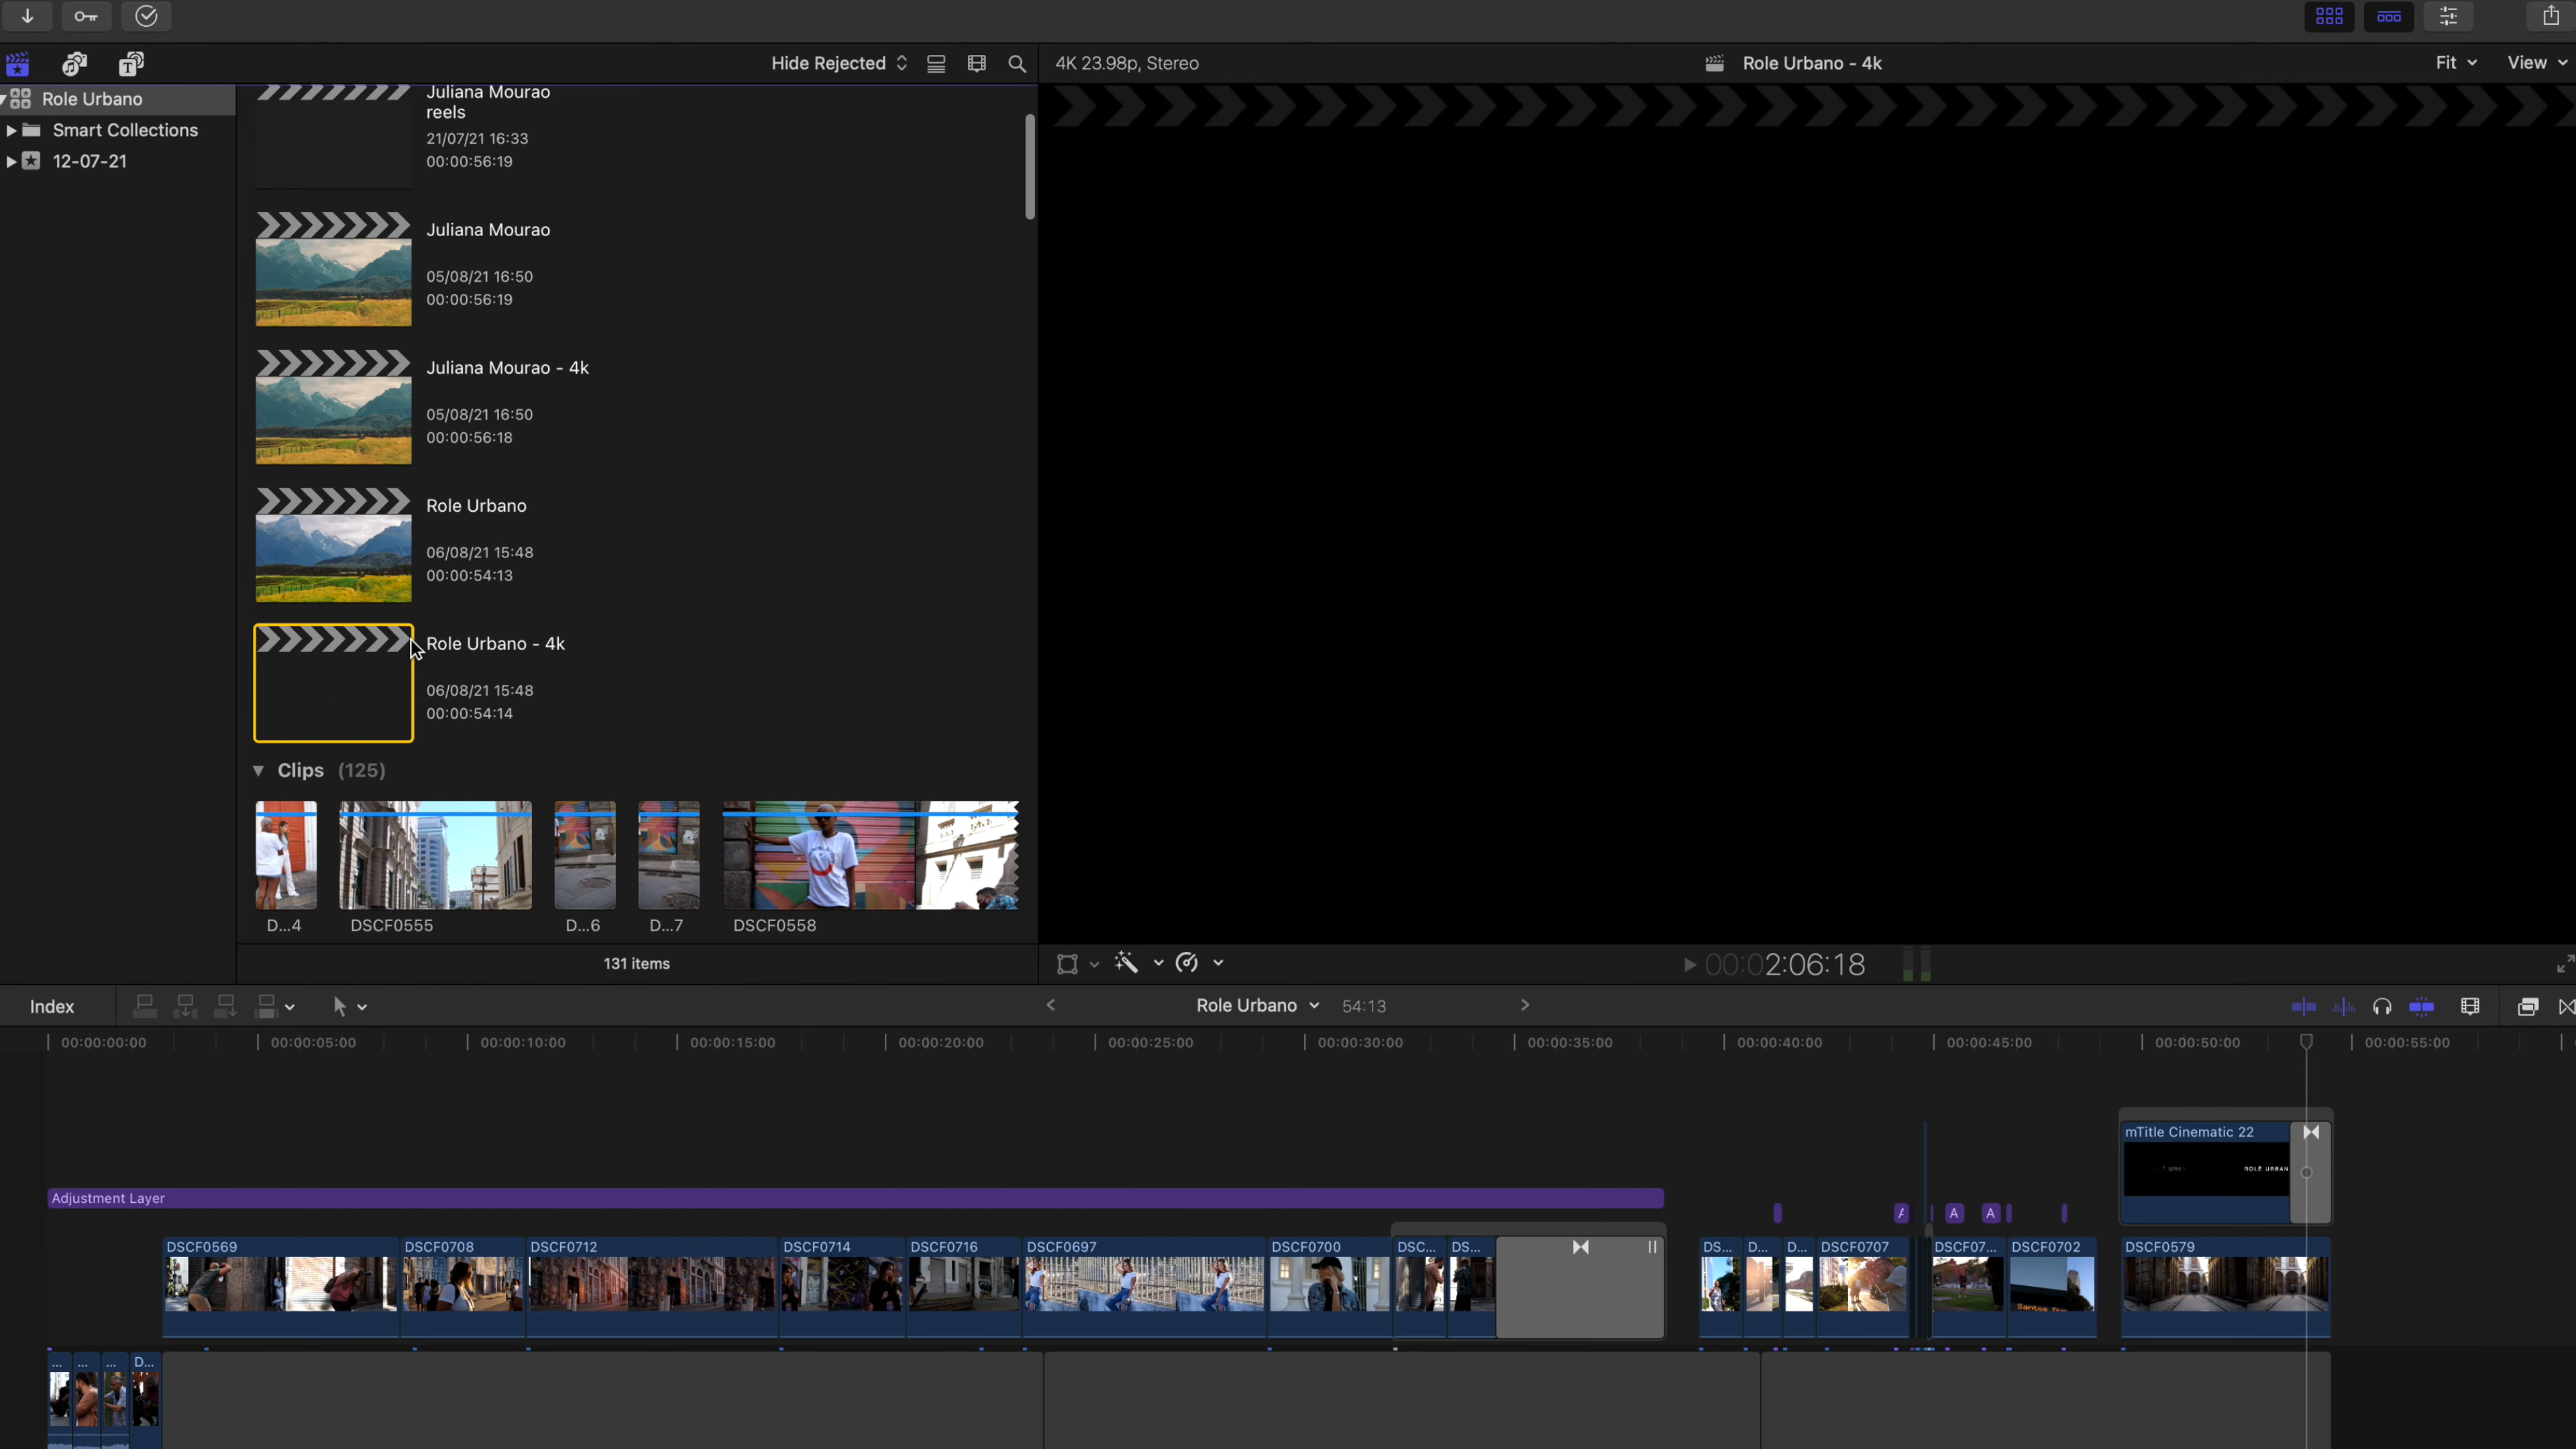 Hide Rejected
4K 23.98p, Stereo
Role Urbano - 4k
Fit
View
Role Urbano
Smart Collections
12-07-21
Juliana Mourao
reels
21/07/21 16:33
00:00:56:19
Juliana Mourao
05/08/21 16:50
00:00:56:19
Juliana Mourao - 4k
05/08/21 16:50
00:00:56:18
Role Urbano
06/08/21 15:48
00:00:54:13
Role Urbano - 4k
06/08/21 15:48
00:00:54:14
Clips (125)
D...4
DSCF0555
D...6
D...7
DSCF0558
131 items
00:02:06:18
Index
Role Urbano
54:13
00:00:00:00
00:00:05:00
00:00:10:00
00:00:15:00
00:00:20:00
00:00:25:00
00:00:30:00
00:00:35:00
00:00:40:00
00:00:45:00
00:00:50:00
00:00:55:00
mTitle Cinematic 22
ROLÊ URBAN
Adjustment Layer
A
A
A
DSCF0569
DSCF0708
DSCF0712
DSCF0714
DSCF0716
DSCF0697
DSCF0700
DSC...
DS...
DS...
D...
D...
DSCF0707
DSCF07...
DSCF0702
DSCF0579
Santos Du
...
...
...
D...